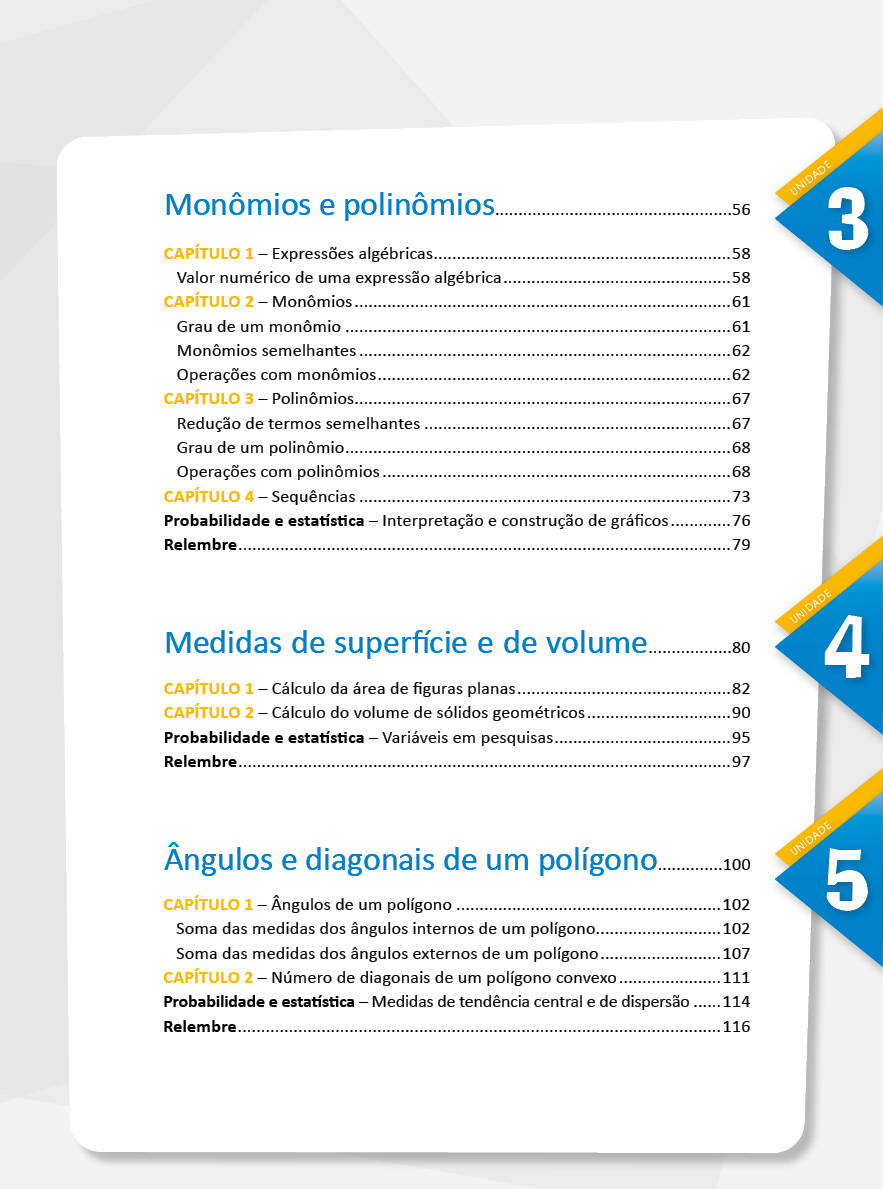 UNIDADE
3
Monômios e polinômios..................................................56
CAPÍTULO 1 – Expressões algébricas...............................................................58
Valor numérico de uma expressão algébrica................................................58
CAPÍTULO 2 – Monômios................................................................................61
Grau de um monômio ..................................................................................61
Monômios semelhantes ...............................................................................62
Operações com monômios...........................................................................62
CAPÍTULO 3 – Polinômios................................................................................67
Redução de termos semelhantes .................................................................67
Grau de um polinômio..................................................................................68
Operações com polinômios..........................................................................68
CAPÍTULO 4 – Sequências ...............................................................................73
Probabilidade e estatística – Interpretação e construção de gráficos.............76
Relembre.........................................................................................................79
UNIDADE
4
Medidas de superfície e de volume..................80
CAPÍTULO 1 – Cálculo da área de figuras planas.............................................82
CAPÍTULO 2 – Cálculo do volume de sólidos geométricos..............................90
Probabilidade e estatística – Variáveis em pesquisas.....................................95
Relembre.........................................................................................................97
UNIDADE
5
Ângulos e diagonais de um polígono..............100
CAPÍTULO 1 – Ângulos de um polígono ........................................................102
Soma das medidas dos ângulos internos de um polígono..........................102
Soma das medidas dos ângulos externos de um polígono.........................107
CAPÍTULO 2 – Número de diagonais de um polígono convexo.....................111
Probabilidade e estatística – Medidas de tendência central e de dispersão ......114
Relembre.......................................................................................................116